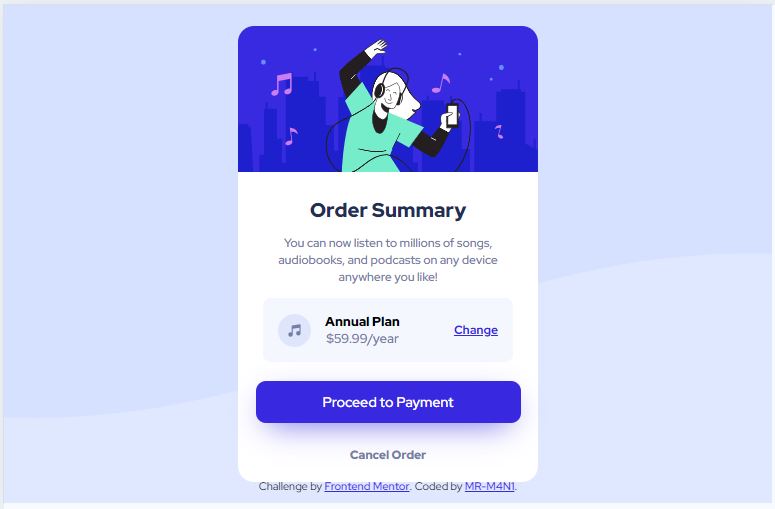 Order Summary
You can now listen to millions of songs,
audiobooks, and podcasts on any device
anywhere you like!
Annual Plan
$59.99/year
Change
Proceed to Payment
Cancel Order
Challenge by Frontend Mentor. Coded by MR-M4N1.